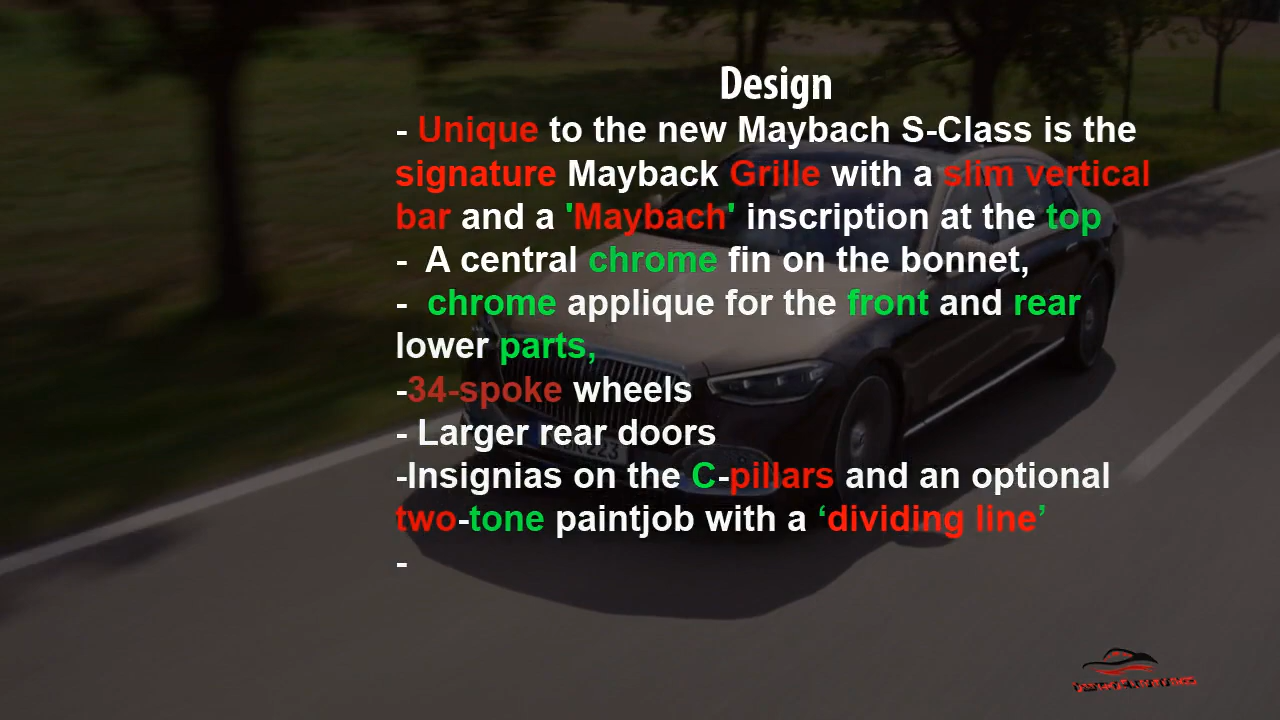 Design
- Unique to the new Maybach S-Class is the
signature Mayback Grille with a slim vertical
bar and a 'Maybach' inscription at the top
-  A central chrome fin on the bonnet,
-  chrome applique for the front and rear
lower parts,
-34-spoke wheels
- Larger rear doors
-Insignias on the C-pillars and an optional
two-tone paintjob with a ‘dividing line’
-